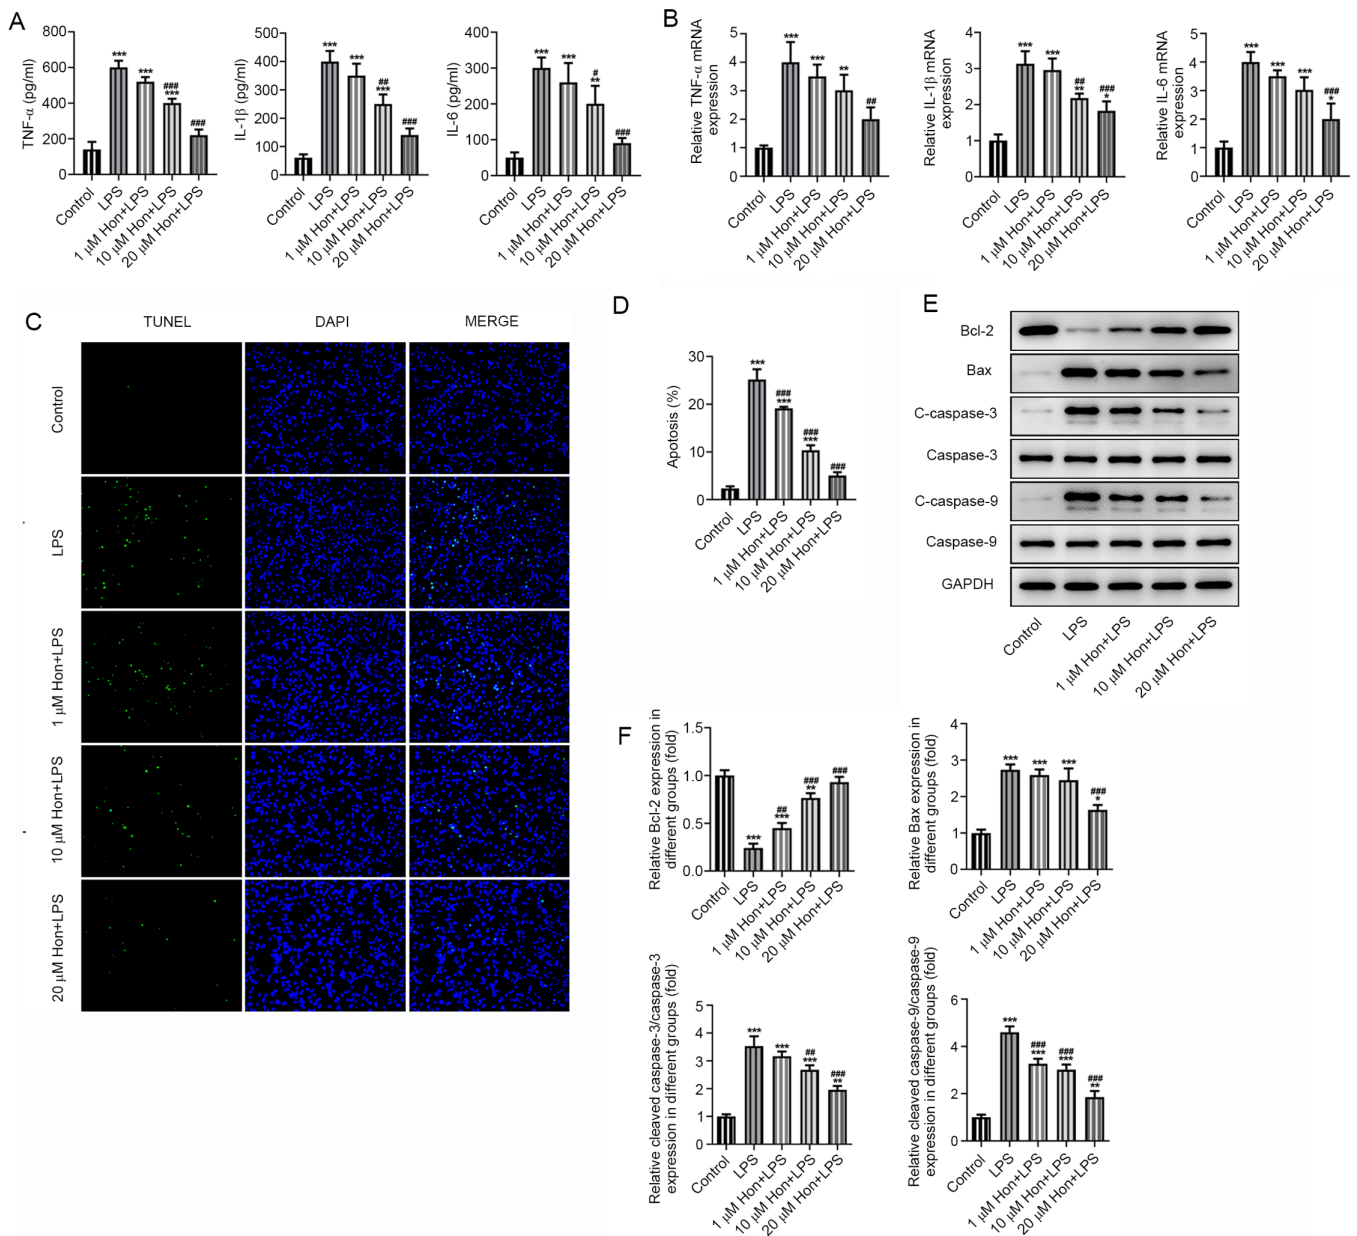 A
TNF-α (pg/ml)
800
600
400
200
0
***
***
###
***
###
Control
LPS
1 μM Hon+LPS
10 μM Hon+LPS
20 μM Hon+LPS
IL-1β (pg/ml)
500
400
300
200
100
0
***
***
##
***
###
Control
LPS
1 μM Hon+LPS
10 μM Hon+LPS
20 μM Hon+LPS
IL-6 (pg/ml)
400
300
200
100
0
***
***
#
**
###
Control
LPS
1 μM Hon+LPS
10 μM Hon+LPS
20 μM Hon+LPS
B
Relative TNF-α mRNA
expression
5
4
3
2
1
0
***
***
**
##
Control
LPS
1 μM Hon+LPS
10 μM Hon+LPS
20 μM Hon+LPS
Relative IL-1β mRNA
expression
4
3
2
1
0
***
***
##
**
###
*
Control
LPS
1 μM Hon+LPS
10 μM Hon+LPS
20 μM Hon+LPS
Relative IL-6 mRNA
expression
5
4
3
2
1
0
***
***
***
###
*
Control
LPS
1 μM Hon+LPS
10 μM Hon+LPS
20 μM Hon+LPS
C
TUNEL
DAPI
MERGE
Control
LPS
1 μM Hon+LPS
10 μM Hon+LPS
20 μM Hon+LPS
D
Apotosis (%)
30
20
10
0
***
###
***
###
***
###
Control
LPS
1 μM Hon+LPS
10 μM Hon+LPS
20 μM Hon+LPS
E
Bcl-2
Bax
C-caspase-3
Caspase-3
C-caspase-9
Caspase-9
GAPDH
Control
LPS
1 μM Hon+LPS
10 μM Hon+LPS
20 μM Hon+LPS
F
Relative Bcl-2 expression in
different groups (fold)
1.5
1.0
0.5
0.0
***
##
***
###
**
###
Control
LPS
1 μM Hon+LPS
10 μM Hon+LPS
20 μM Hon+LPS
Relative Bax expression in
different groups (fold)
4
3
2
1
0
***
***
***
###
*
Control
LPS
1 μM Hon+LPS
10 μM Hon+LPS
20 μM Hon+LPS
Relative cleaved caspase-3/caspase-3
expression in different groups (fold)
5
4
3
2
1
0
***
***
##
***
###
**
Control
LPS
1 μM Hon+LPS
10 μM Hon+LPS
20 μM Hon+LPS
Relative cleaved caspase-9/caspase-9
expression in different groups (fold)
6
4
2
0
***
###
***
###
***
###
**
Control
LPS
1 μM Hon+LPS
10 μM Hon+LPS
20 μM Hon+LPS